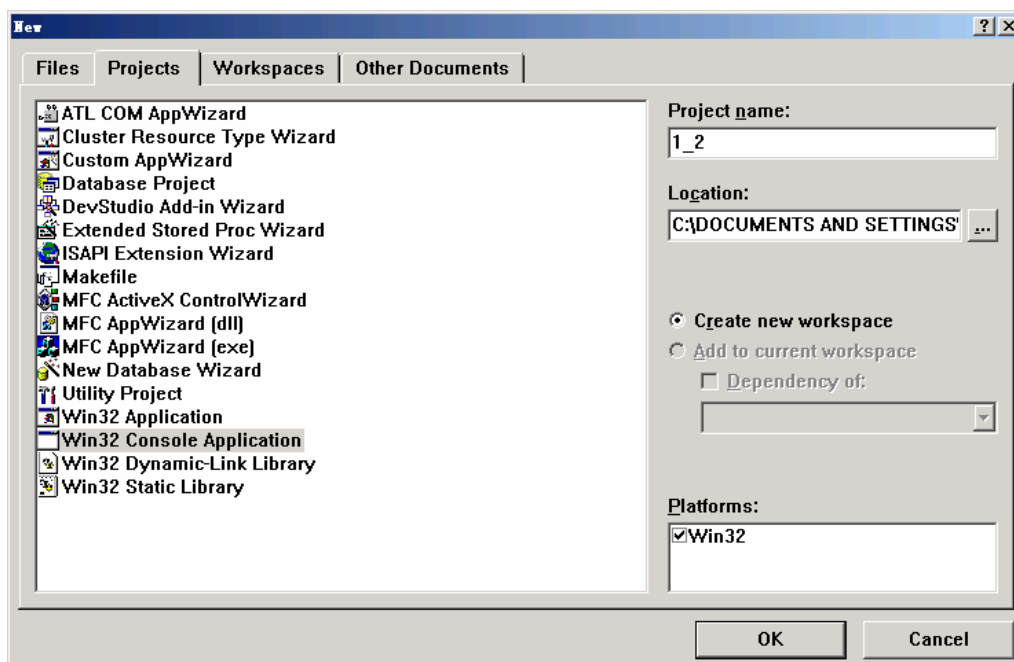 New
Files
Projects
Workspaces
Other Documents
ATL COM AppWizard
Cluster Resource Type Wizard
Custom AppWizard
Database Project
DevStudio Add-in Wizard
Extended Stored Proc Wizard
ISAPI Extension Wizard
Makefile
MFC ActiveX ControlWizard
MFC AppWizard (dll)
MFC AppWizard (exe)
New Database Wizard
Utility Project
Win32 Application
Win32 Console Application
Win32 Dynamic-Link Library
Win32 Static Library
Project name:
1_2
Location:
C:\DOCUMENTS AND SETTINGS'
...
Create new workspace
Add to current workspace
Dependency of:
Platforms:
Win32
OK
Cancel